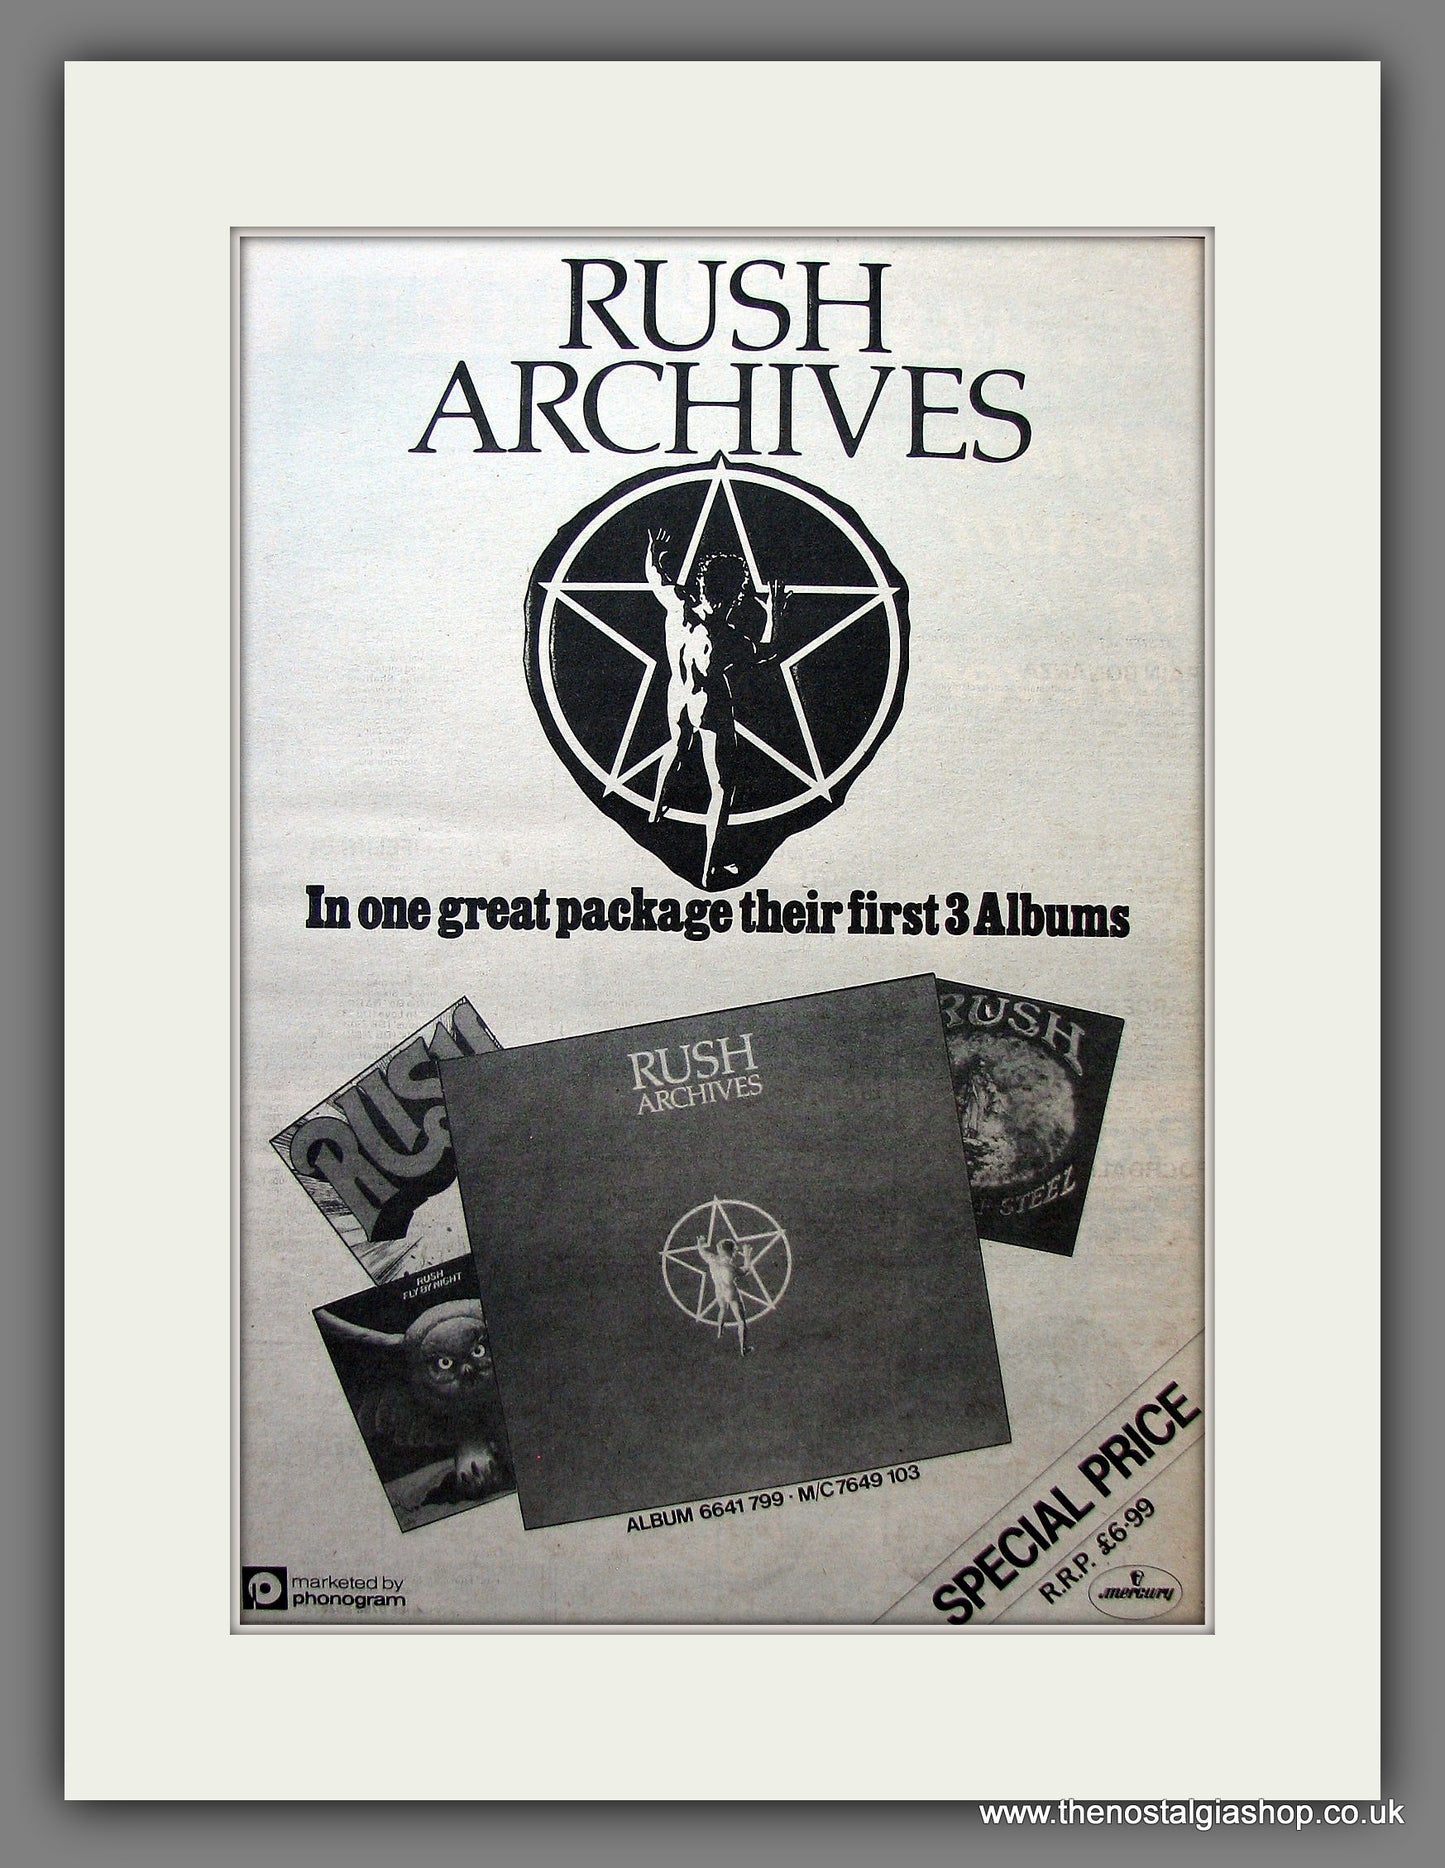 RUSH
ARCHIVES
In one great package their first 3 Albums
RUSH
RUSH
ARCHIVES
RUSH
STEEL
RUSH
FLY BY NIGHT
ALBUM 6641 799 · M/C 7649 103
SPECIAL PRICE
R.R.P. £6·99
marketed by
phonogram
mercury
www.thenostalgiashop.co.uk